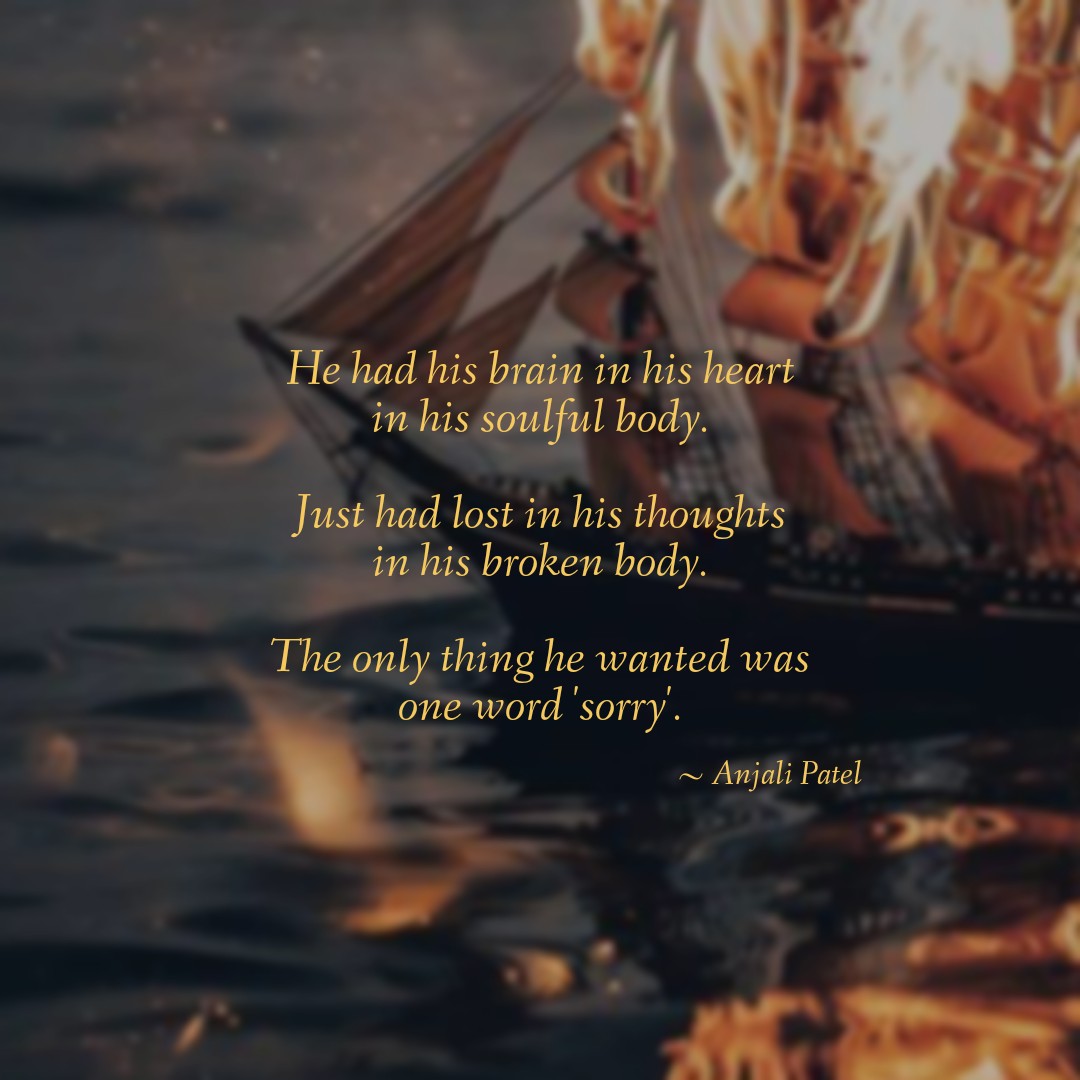 He had his brain in his heart
in his soulful body.
Just had lost in his thoughts
in his broken body.
The only thing he wanted was
one word 'sorry'.
~ Anjali Patel